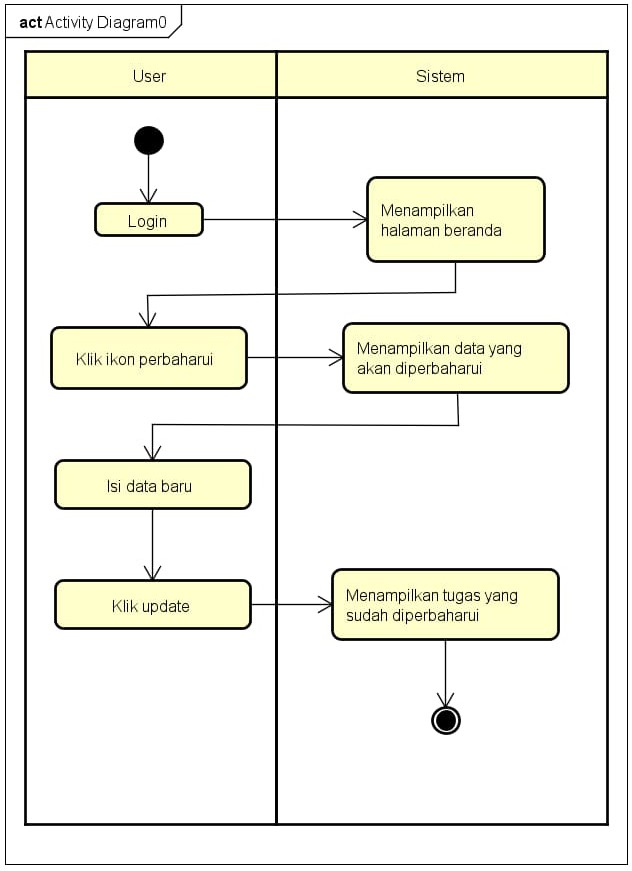 act Activity Diagram0
User
Sistem
Login
Menampilkan
halaman beranda
Klik ikon perbaharui
Menampilkan data yang
akan diperbaharui
Isi data baru
Klik update
Menampilkan tugas yang
sudah diperbaharui